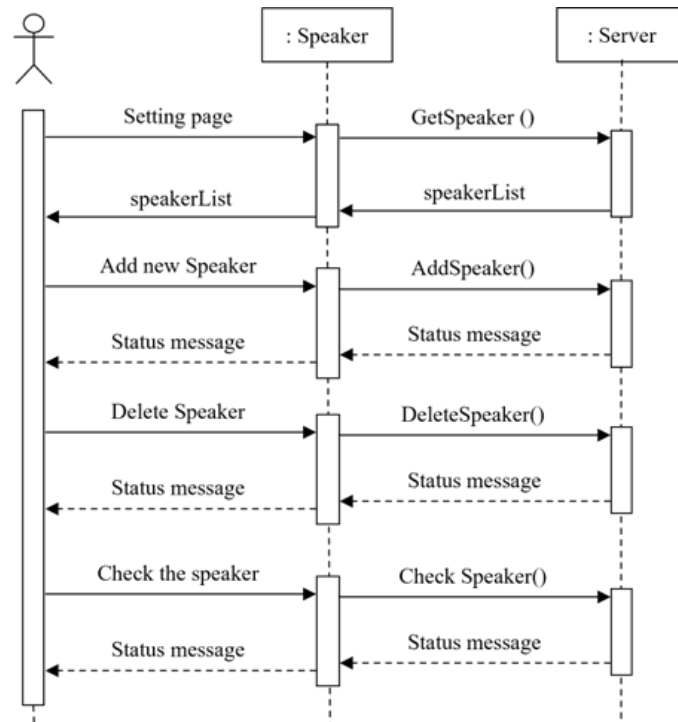 : Speaker
: Server
Setting page
GetSpeaker ()
speakerList
speakerList
Add new Speaker
AddSpeaker()
Status message
Status message
Delete Speaker
DeleteSpeaker()
Status message
Status message
Check the speaker
Check Speaker()
Status message
Status message